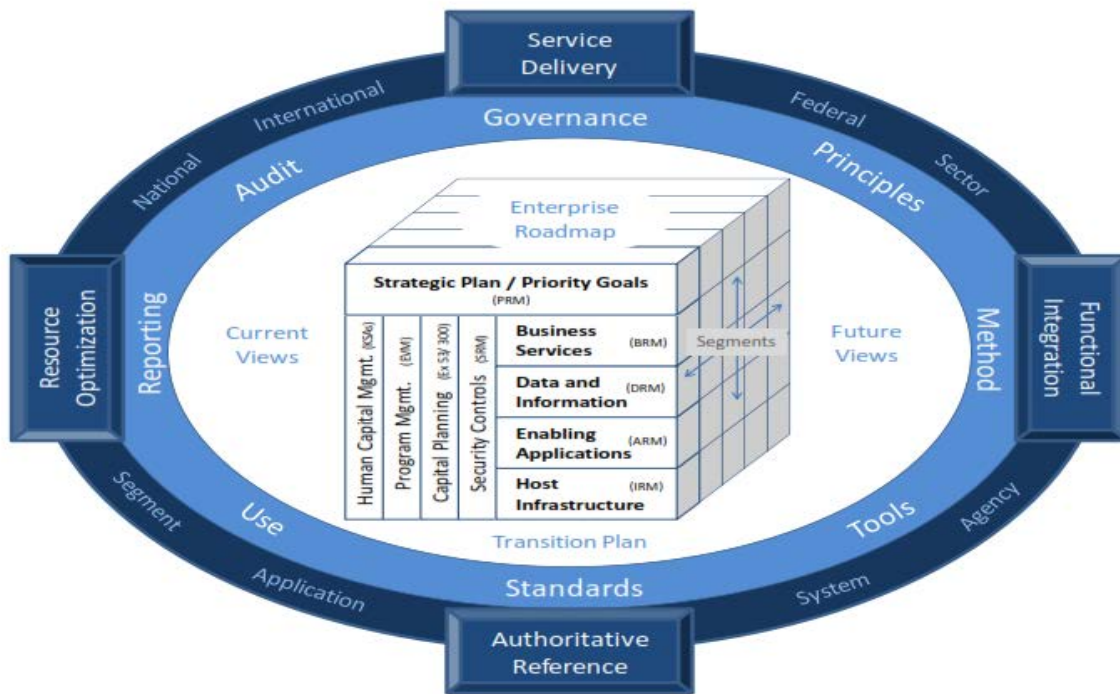 Service
Delivery
International
Federal
Governance
National
Audit
Principles
Sector
Enterprise
Roadmap
Strategic Plan / Priority Goals
(PRM)
Resource
Optimization
Reporting
Current
Views
Human Capital Mgmt. (KSAs)
Program Mgmt. (EVM)
Capital Planning (Ex 53/ 300)
Security Controls (SRM)
Business
Services (BRM)
Data and
Information (DRM)
Enabling
Applications (ARM)
Host
Infrastructure (IRM)
Segments
Future
Views
Method
Functional
Integration
Segment
Use
Transition Plan
Tools
Agency
Application
Standards
System
Authoritative
Reference